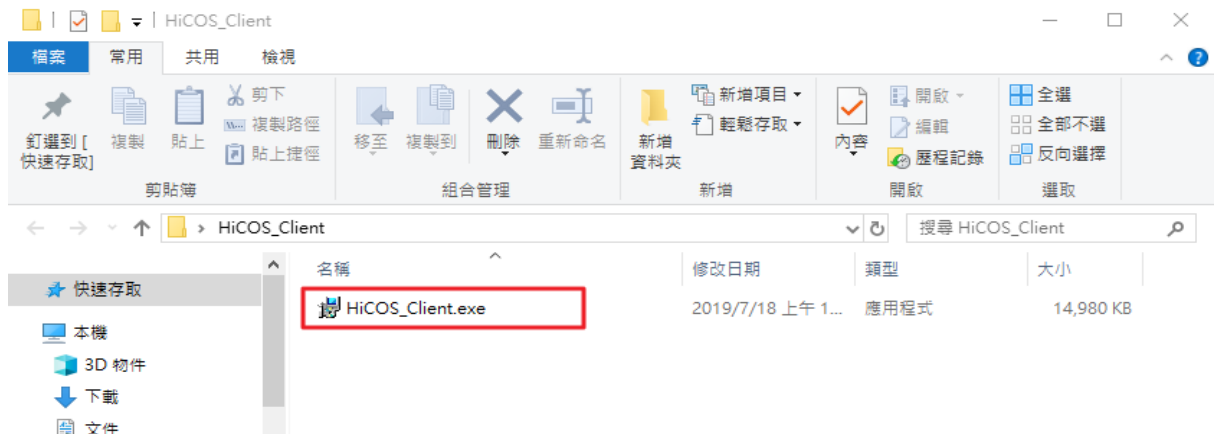 HiCOS_Client
檔案 常用 共用 檢視
釘選到 [
快速存取]
複製
貼上
剪下
複製路徑
貼上捷徑
剪貼簿
移至
複製到
刪除
重新命名
組合管理
新增
資料夾
新增項目
輕鬆存取
新增
內容
開啟
編輯
歷程記錄
開啟
全選
全部不選
反向選擇
選取
HiCOS_Client
搜尋 HiCOS_Client
名稱 修改日期 類型 大小
HiCOS_Client.exe 2019/7/18 上午 1... 應用程式 14,980 KB
快速存取
本機
3D 物件
下載
文件